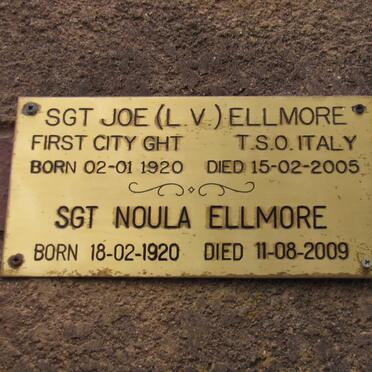 SGT JOE (L.V.) ELLMORE
FIRST CITY GHT T.S.O. ITALY
BORN 02-01 1920 DIED 15-02-2005
SGT NOULA ELLMORE
BORN 18-02-1920 DIED 11-08-2009